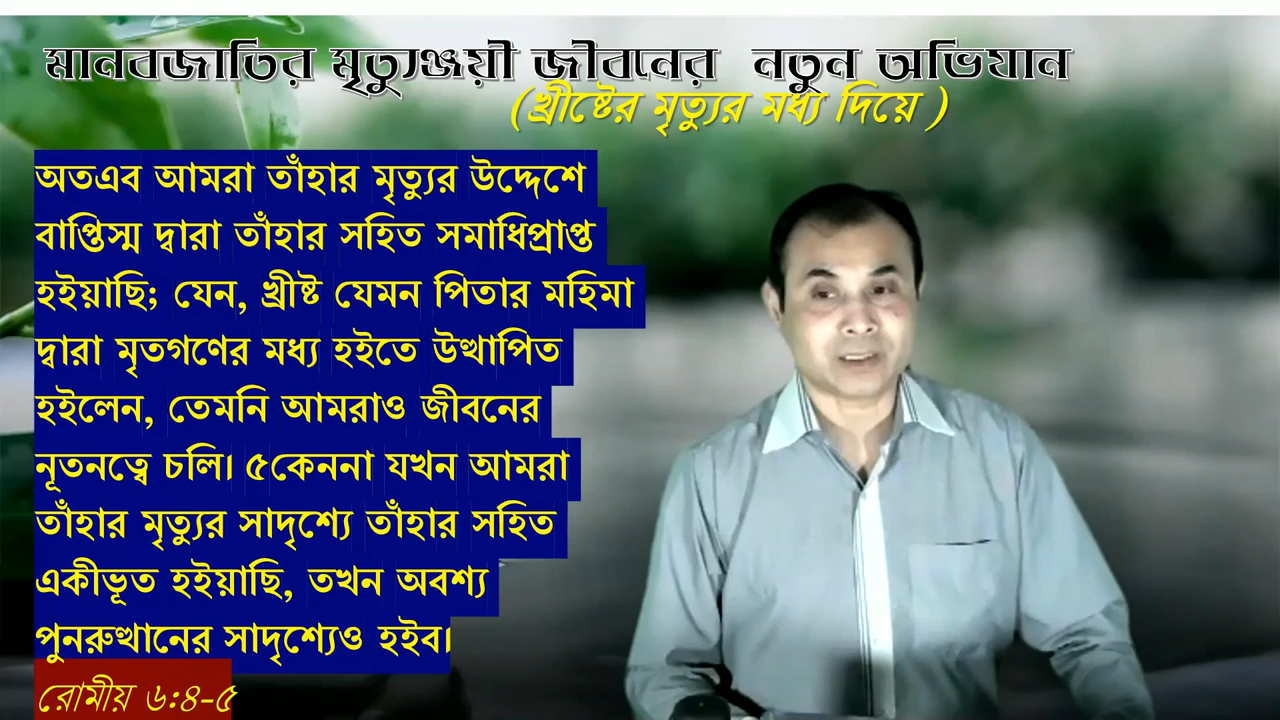 মানবজাতির মৃত্যুঞ্জয়ী জীবনের নতুন অভিযান
(খ্রীষ্টের মৃত্যুর মধ্য দিয়ে )
অতএব আমরা তাঁহার মৃত্যুর উদ্দেশে
বাপ্তিস্ম দ্বারা তাঁহার সহিত সমাধিপ্রাপ্ত
হইয়াছি; যেন, খ্রীষ্ট যেমন পিতার মহিমা
দ্বারা মৃতগণের মধ্য হইতে উত্থাপিত
হইলেন, তেমনি আমরাও জীবনের
নূতনত্বে চলি। ৫কেননা যখন আমরা
তাঁহার মৃত্যুর সাদৃশ্যে তাঁহার সহিত
একীভূত হইয়াছি, তখন অবশ্য
পুনরুত্থানের সাদৃশ্যেও হইব।
রোমীয় ৬:৪-৫